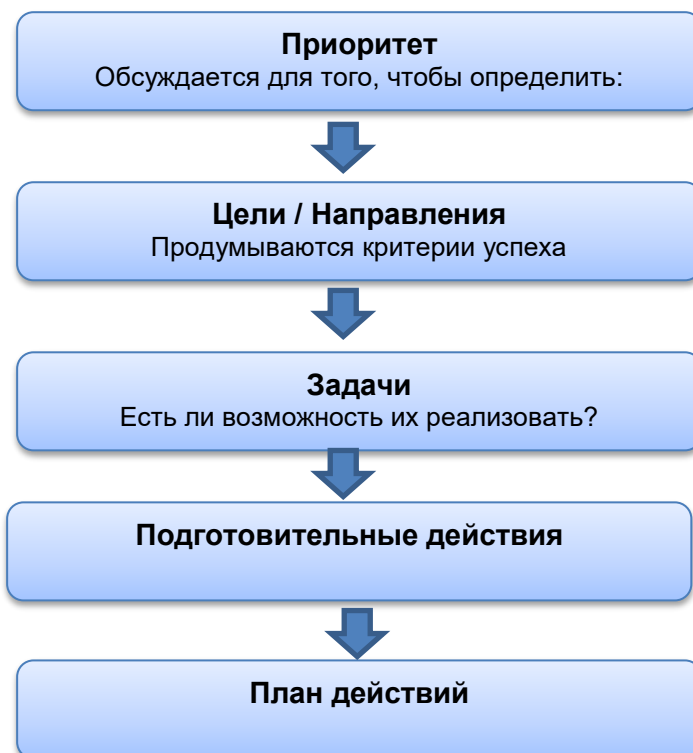 Приоритет
Обсуждается для того, чтобы определить:
Цели / Направления
Продумываются критерии успеха
Задачи
Есть ли возможность их реализовать?
Подготовительные действия
План действий